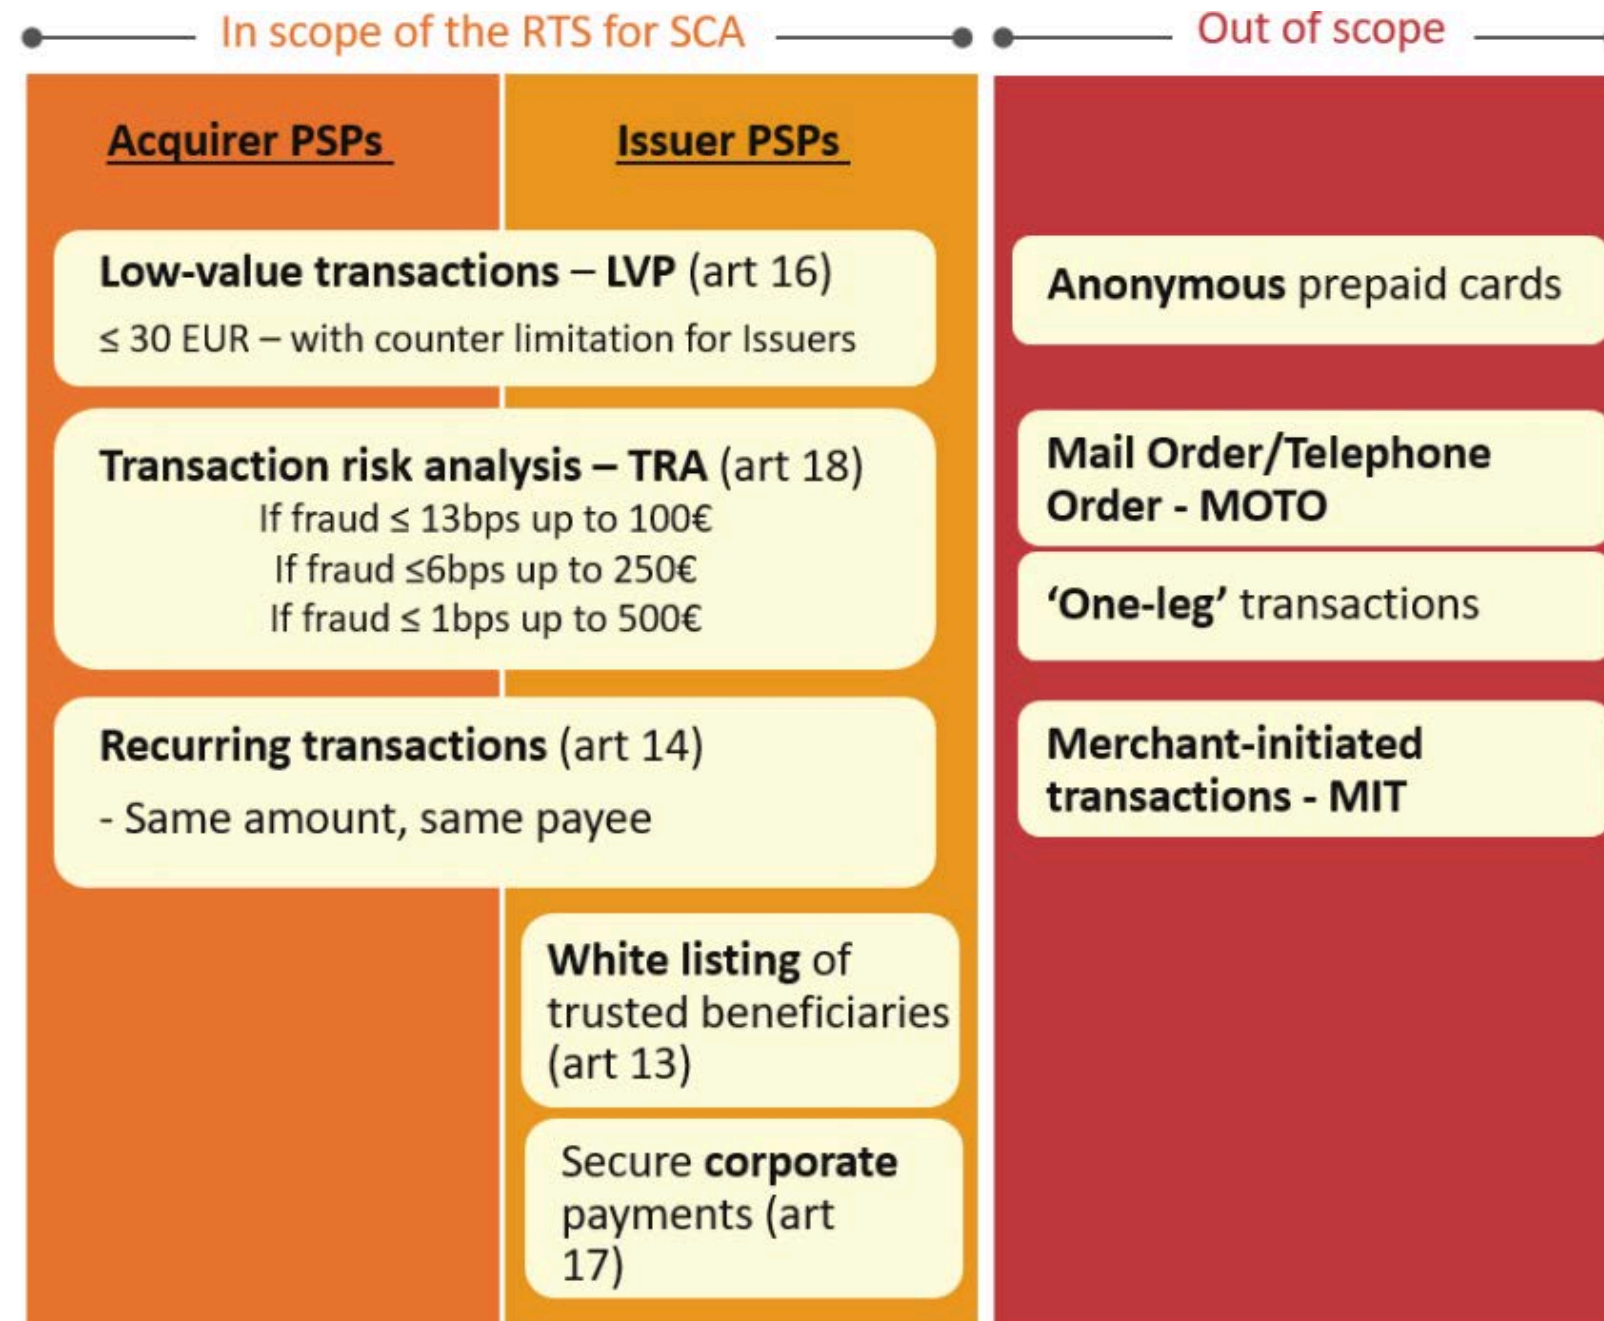 In scope of the RTS for SCA
Out of scope
Acquirer PSPs
Issuer PSPs
Low-value transactions – LVP (art 16)
≤ 30 EUR – with counter limitation for Issuers
Transaction risk analysis – TRA (art 18)
If fraud ≤ 13bps up to 100€
If fraud ≤6bps up to 250€
If fraud ≤ 1bps up to 500€
Recurring transactions (art 14)
- Same amount, same payee
White listing of
trusted beneficiaries
(art 13)
Secure corporate
payments (art
17)
Anonymous prepaid cards
Mail Order/Telephone
Order - MOTO
‘One-leg’ transactions
Merchant-initiated
transactions - MIT